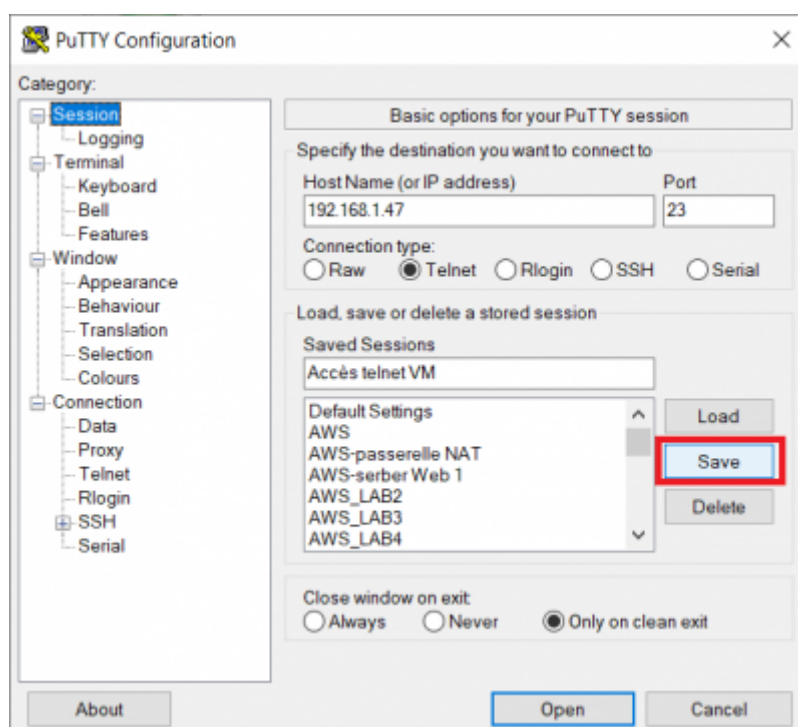 PuTTY Configuration
Category:
Session
Logging
Terminal
Keyboard
Bell
Features
Window
Appearance
Behaviour
Translation
Selection
Colours
Connection
Data
Proxy
Telnet
Rlogin
SSH
Serial
Basic options for your PuTTY session
Specify the destination you want to connect to
Host Name (or IP address) Port
192.168.1.47 23
Connection type:
Raw Telnet Rlogin SSH Serial
Load, save or delete a stored session
Saved Sessions
Accès telnet VM
Default Settings
AWS
AWS-passerelle NAT
AWS-serber Web 1
AWS_LAB2
AWS_LAB3
AWS_LAB4
Load
Save
Delete
Close window on exit:
Always Never Only on clean exit
About Open Cancel